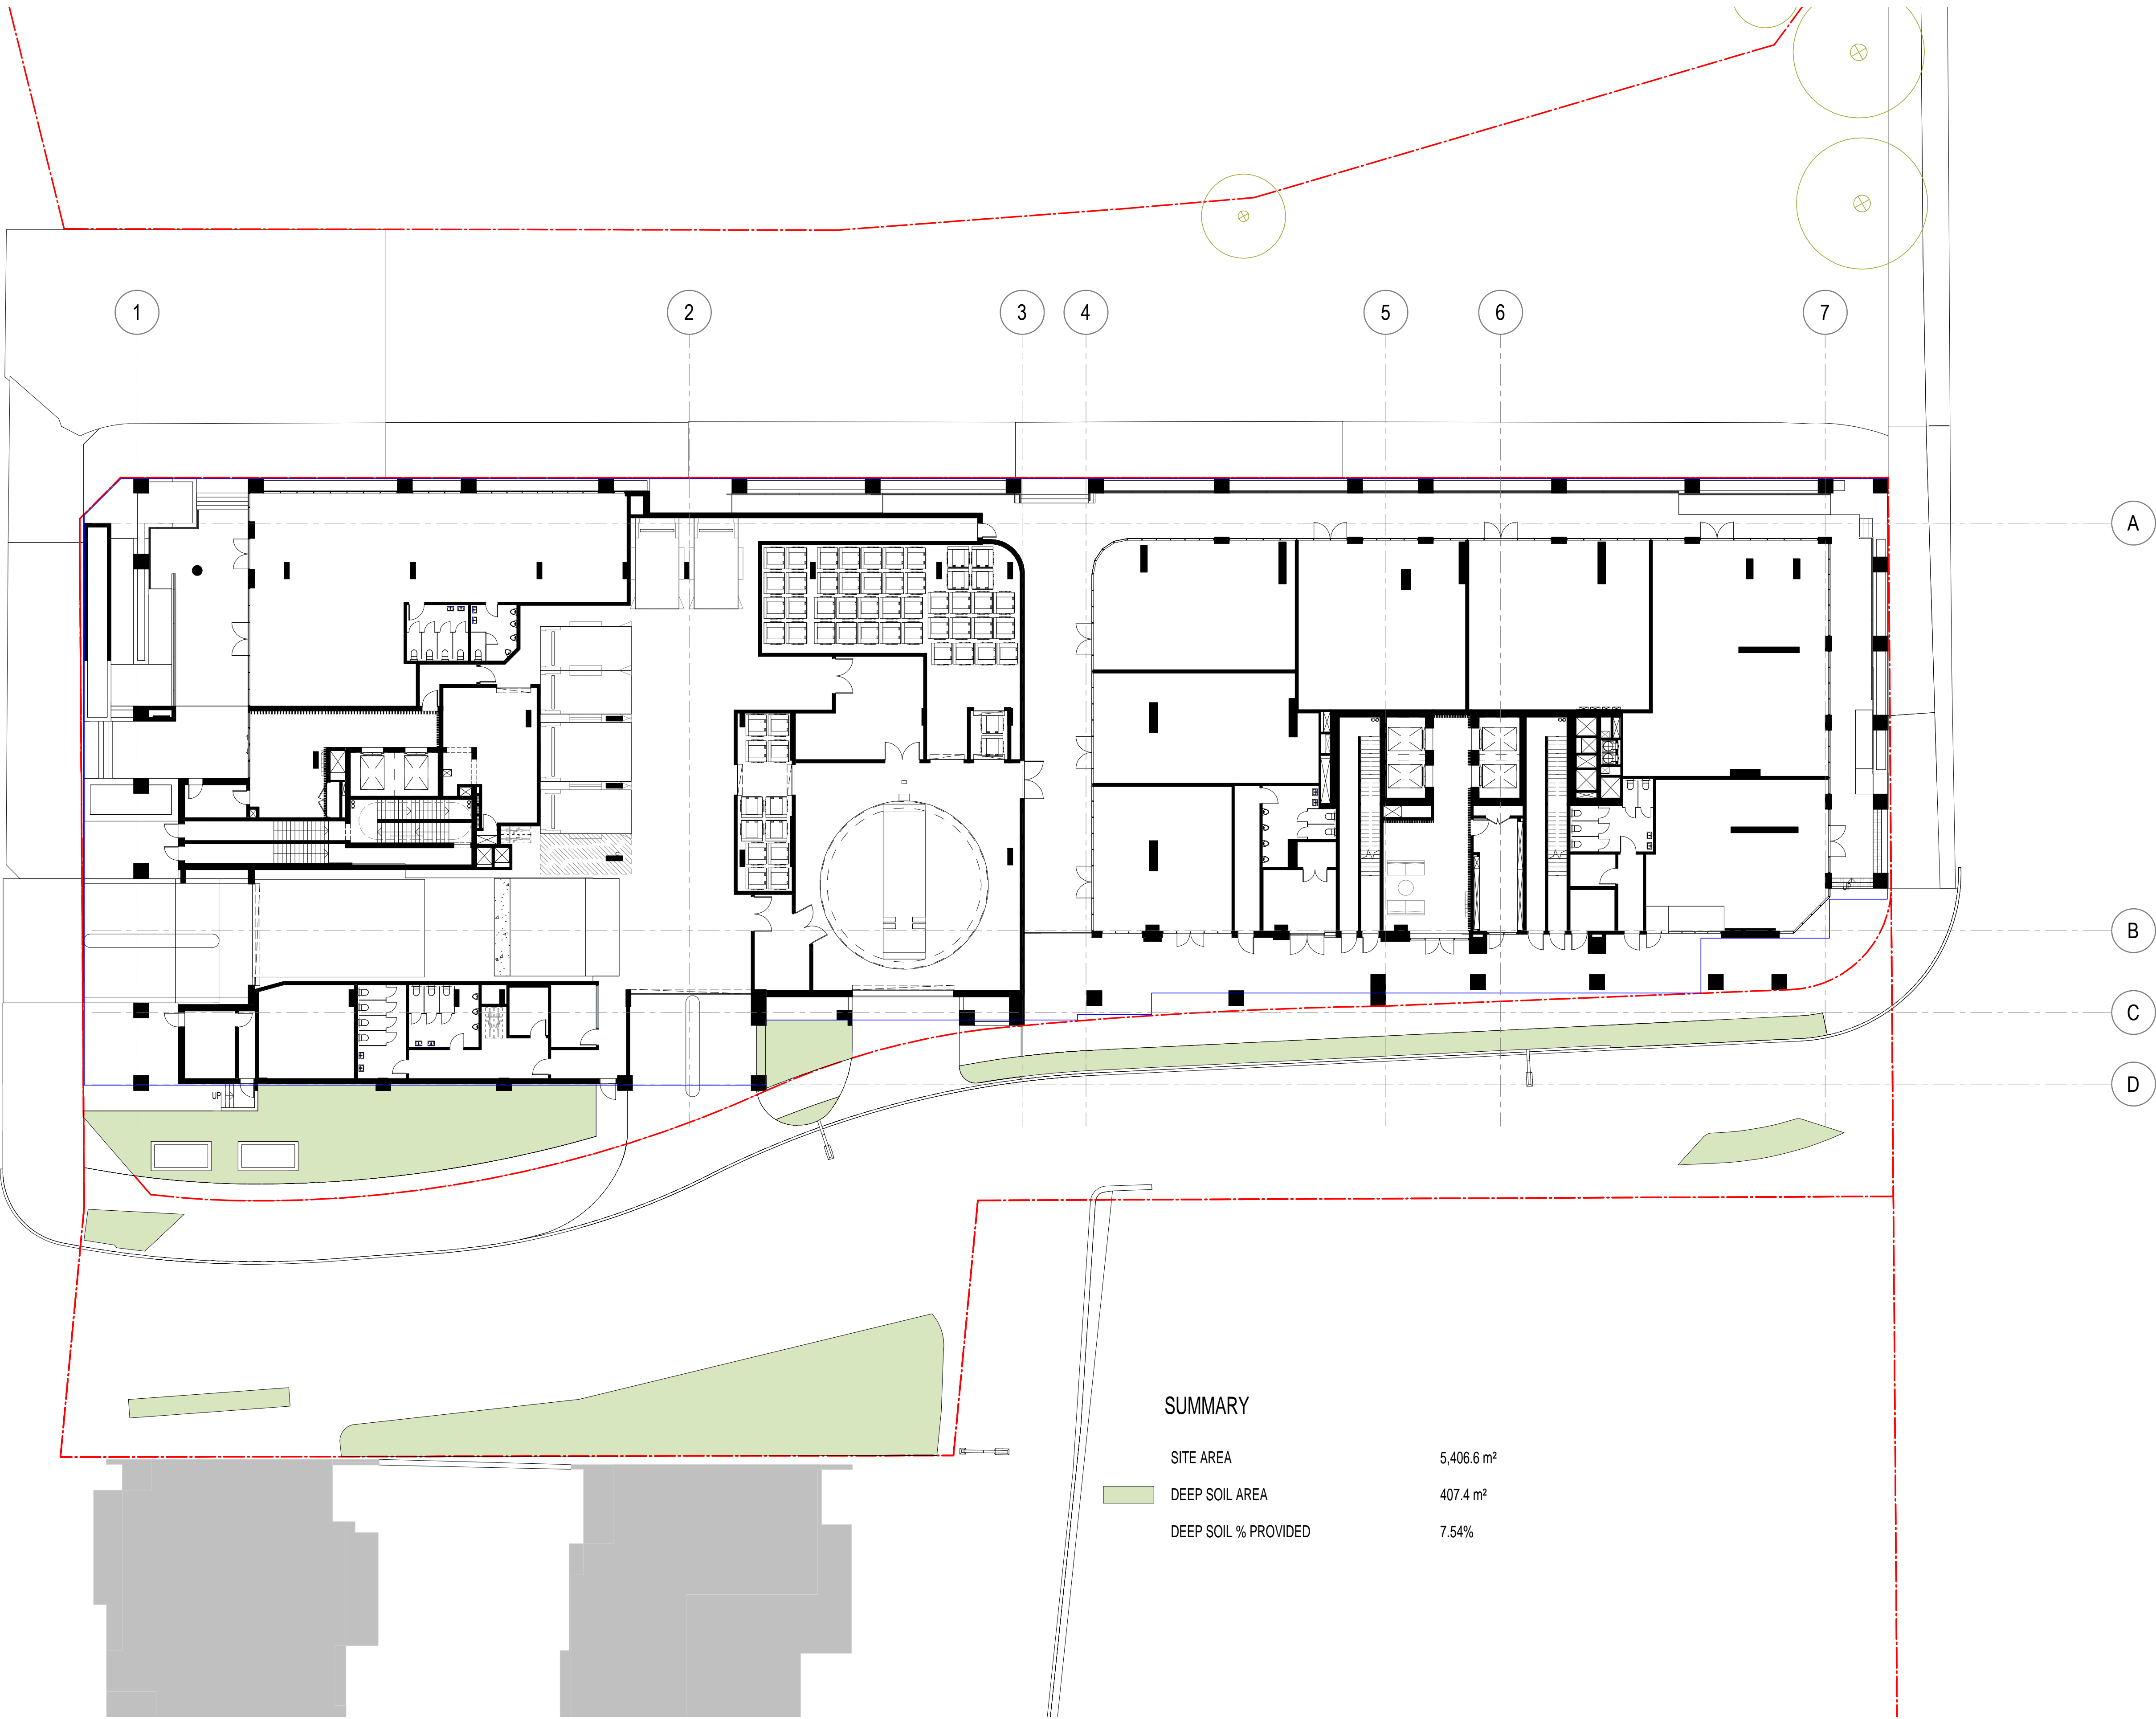 1 2 3 4 5 6 7
A
UP
B
C
D
UP
SUMMARY
SITE AREA 5,406.6 m²
DEEP SOIL AREA 407.4 m²
DEEP SOIL % PROVIDED 7.54%